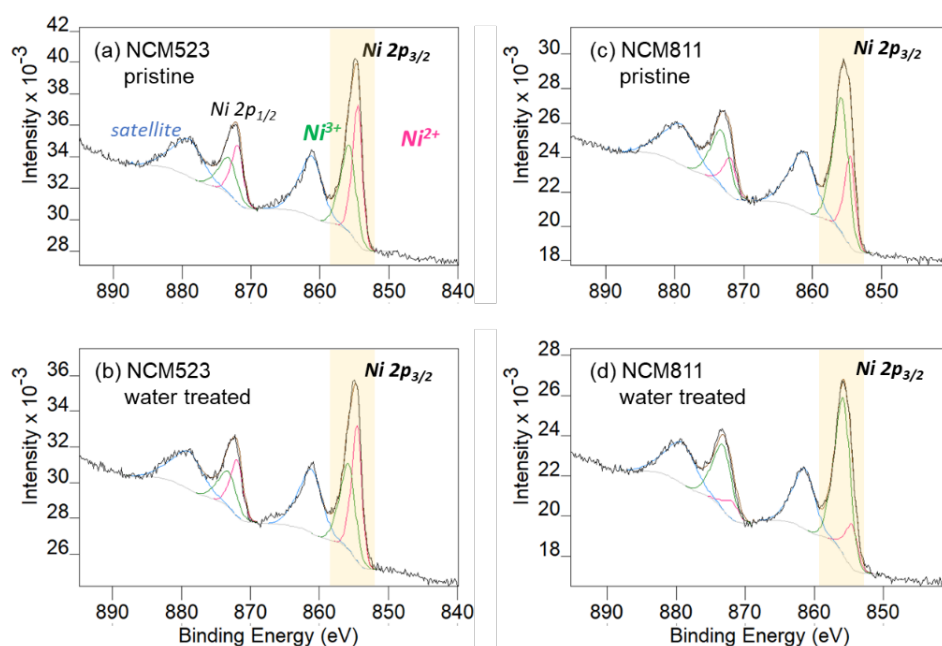 (a) NCM523
pristine
Ni 2p3/2
Ni 2p1/2
satellite
Ni3+
Ni2+
Intensity x 10-3
42
40
38
36
34
32
30
28
890 880 870 860 850 840
(c) NCM811
pristine
Ni 2p3/2
Intensity x 10-3
30
28
26
24
22
20
18
890 880 870 860 850
(b) NCM523
water treated
Ni 2p3/2
Intensity x 10-3
36
34
32
30
28
26
890 880 870 860 850 840
Binding Energy (eV)
(d) NCM811
water treated
Ni 2p3/2
Intensity x 10-3
28
26
24
22
20
18
890 880 870 860 850
Binding Energy (eV)